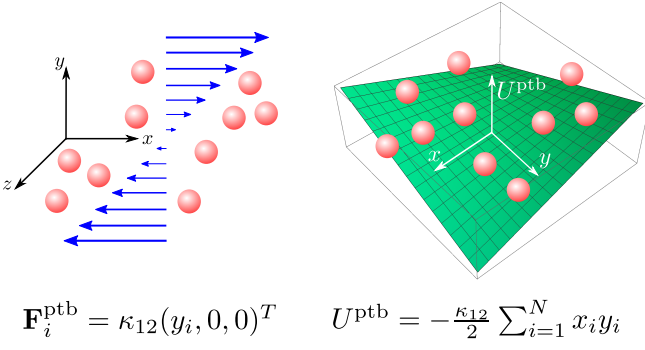 y
x
z
U^ptb
x
y
F_i^ptb = κ_12(y_i, 0, 0)^T
U^ptb = −κ_12/2 ∑_{i=1}^N x_i y_i